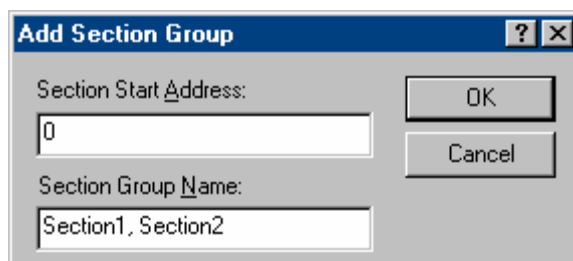 Add Section Group
Section Start Address:
0
OK
Cancel
Section Group Name:
Section1, Section2